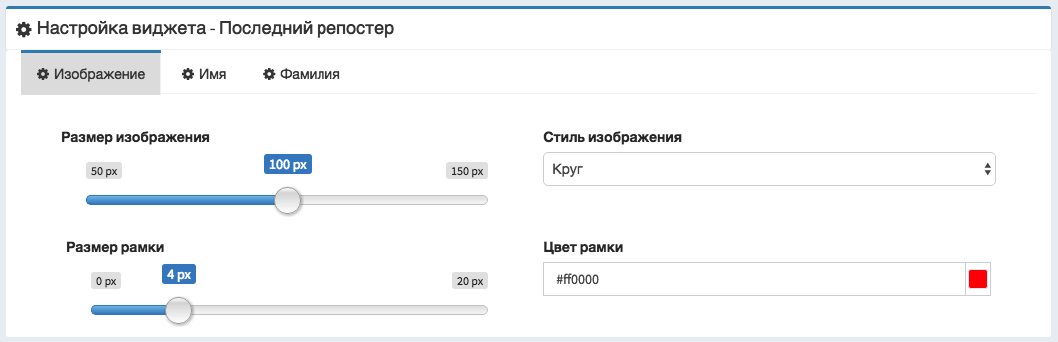 Настройка виджета - Последний репостер
Изображение
Имя
Фамилия
Размер изображения
50 px
100 px
150 px
Стиль изображения
Круг
Размер рамки
0 px
4 px
20 px
Цвет рамки
#ff0000